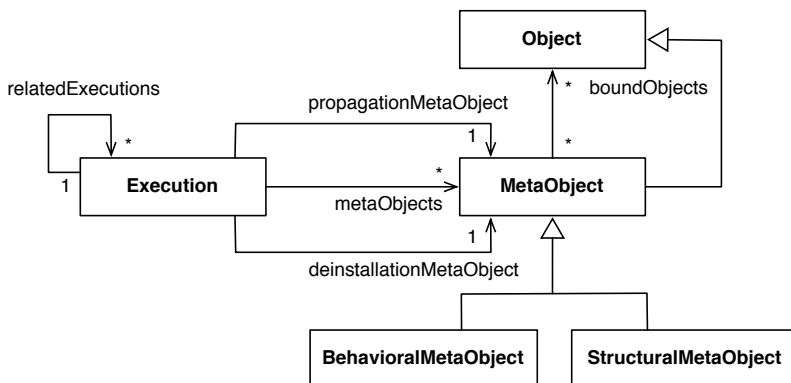 Object
relatedExecutions
propagationMetaObject
* boundObjects
*
1
*
Execution
*
MetaObject
1
metaObjects
1
deinstallationMetaObject
BehavioralMetaObject
StructuralMetaObject